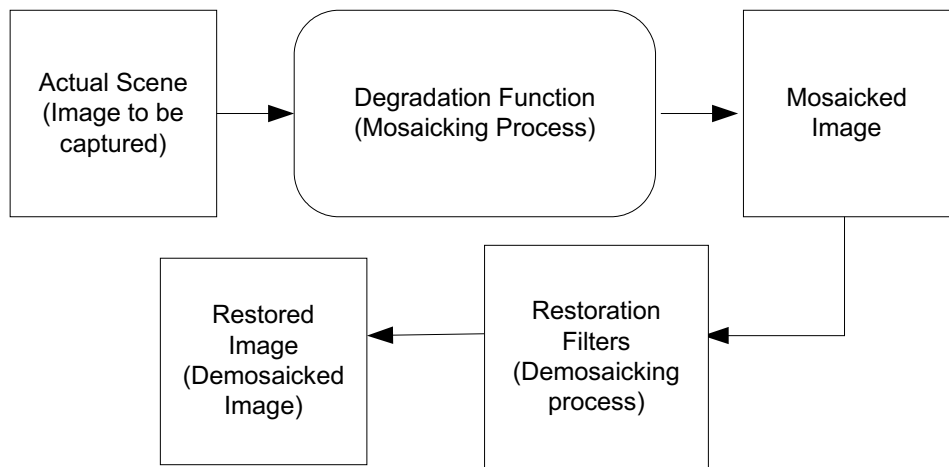 Actual Scene
(Image to be
captured)
Degradation Function
(Mosaicking Process)
Mosaicked
Image
Restoration
Filters
(Demosaicking
process)
Restored
Image
(Demosaicked
Image)